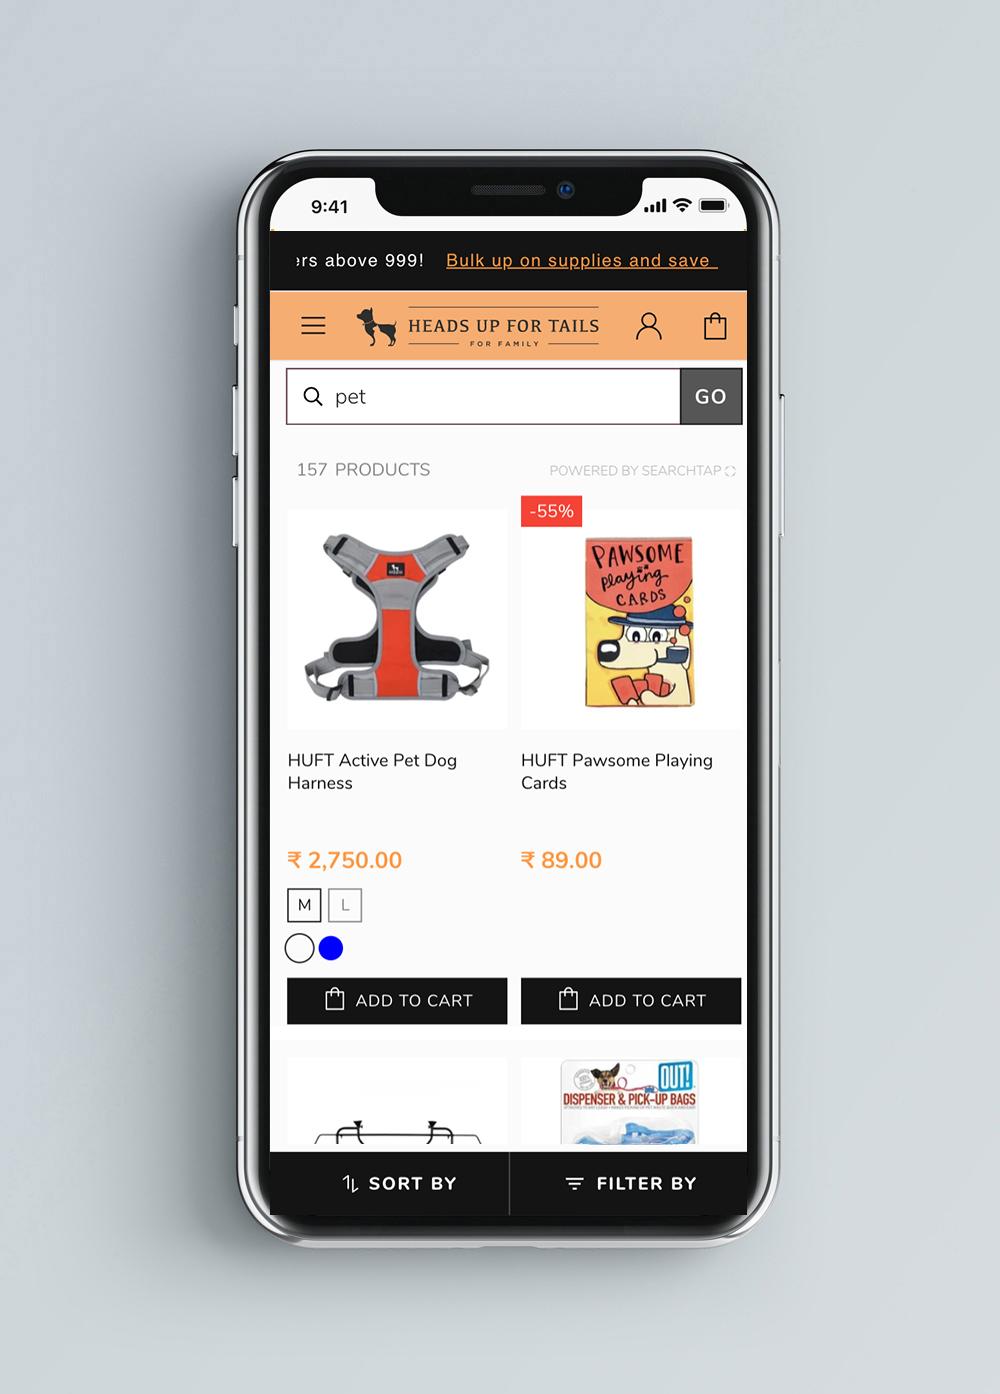 9:41
ers above 999! Bulk up on supplies and save
HEADS UP FOR TAILS
FOR FAMILY
pet
GO
157 PRODUCTS
POWERED BY SEARCHTAP
-55%
PAWSOME
playing
CARDS
HUFT Active Pet Dog
Harness
HUFT Pawsome Playing
Cards
₹ 2,750.00
₹ 89.00
M
L
ADD TO CART
ADD TO CART
OUT!
DISPENSER & PICK-UP BAGS
SORT BY
FILTER BY